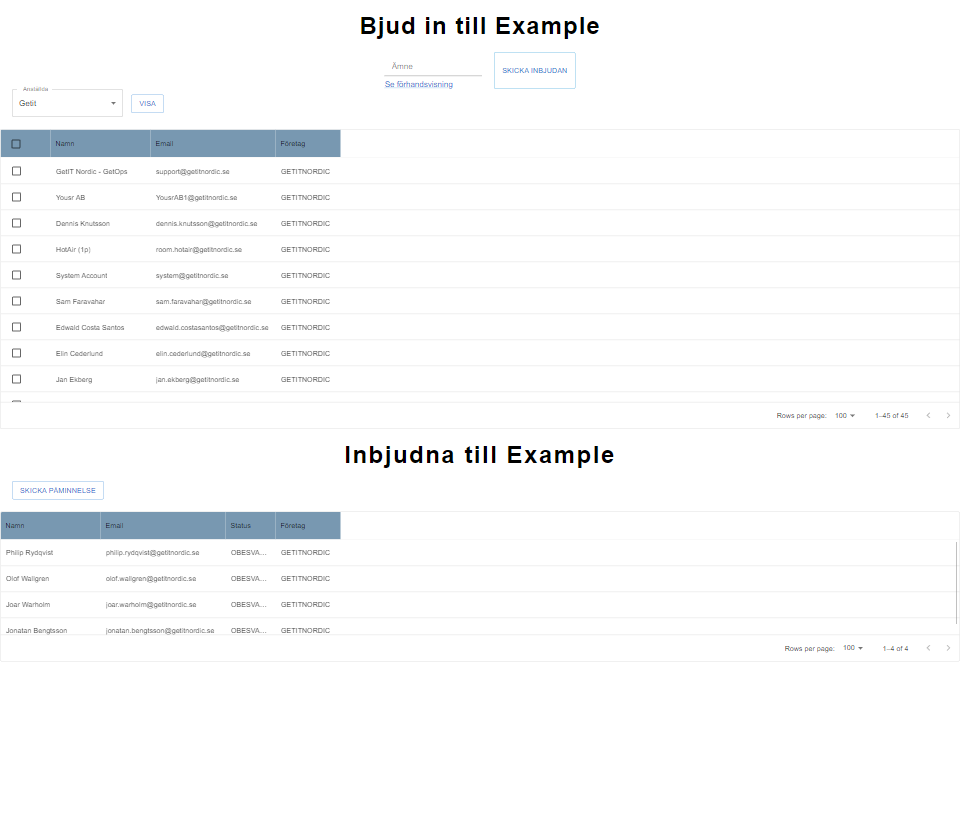 Bjud in till Example
Ämne
SKICKA INBJUDAN
Se förhandsvisning
Anställda
Getit
VISA
Namn Email Företag
GetIT Nordic - GetOps support@getitnordic.se GETITNORDIC
Yousr AB YousrAB1@getitnordic.se GETITNORDIC
Dennis Knutsson dennis.knutsson@getitnordic.se GETITNORDIC
HotAir (1p) room.hotair@getitnordic.se GETITNORDIC
System Account system@getitnordic.se GETITNORDIC
Sam Faravahar sam.faravahar@getitnordic.se GETITNORDIC
Edwald Costa Santos edwald.costasantos@getitnordic.se GETITNORDIC
Elin Cederlund elin.cederlund@getitnordic.se GETITNORDIC
Jan Ekberg jan.ekberg@getitnordic.se GETITNORDIC
Rows per page: 100 1–45 of 45
Inbjudna till Example
SKICKA PÅMINNELSE
Namn Email Status Företag
Philip Rydqvist philip.rydqvist@getitnordic.se OBESVA... GETITNORDIC
Olof Wallgren olof.wallgren@getitnordic.se OBESVA... GETITNORDIC
Joar Warholm joar.warholm@getitnordic.se OBESVA... GETITNORDIC
Jonatan Bengtsson jonatan.bengtsson@getitnordic.se OBESVA... GETITNORDIC
Rows per page: 100 1–4 of 4